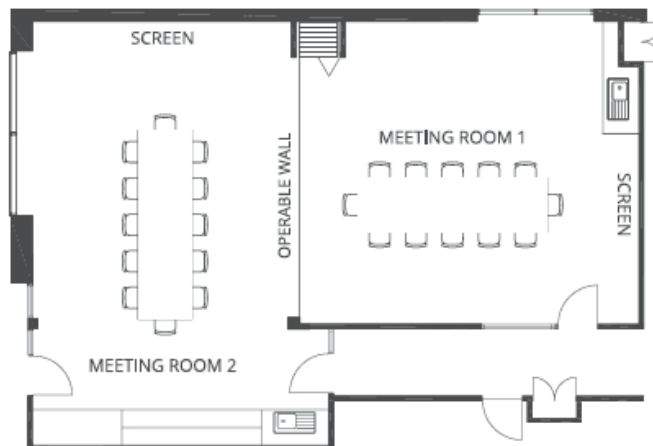 SCREEN
OPERABLE WALL
MEETING ROOM 1
SCREEN
MEETING ROOM 2